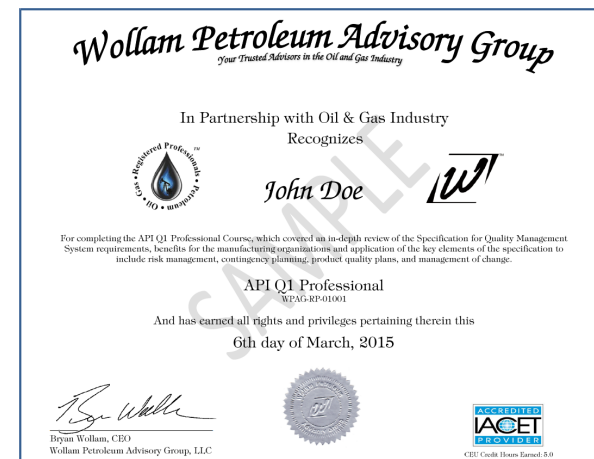 Wollam Petroleum Advisory Group
Your Trusted Advisors in the Oil and Gas Industry
In Partnership with Oil & Gas Industry
Recognizes
Registered Professionals • Petroleum • Oil • Gas •
TM
John Doe
W
TM
For completing the API Q1 Professional Course, which covered an in-depth review of the Specification for Quality Management
System requirements, benefits for the manufacturing organizations and application of the key elements of the specification to
include risk management, contingency planning, product quality plans, and management of change.
SAMPLE
API Q1 Professional
WPAG-RP-01001
And has earned all rights and privileges pertaining therein this
6th day of March, 2015
Bryan Wollam, CEO
Wollam Petroleum Advisory Group, LLC
W
ACCREDITED
IACET
PROVIDER
CEU Credit Hours Earned: 5.0